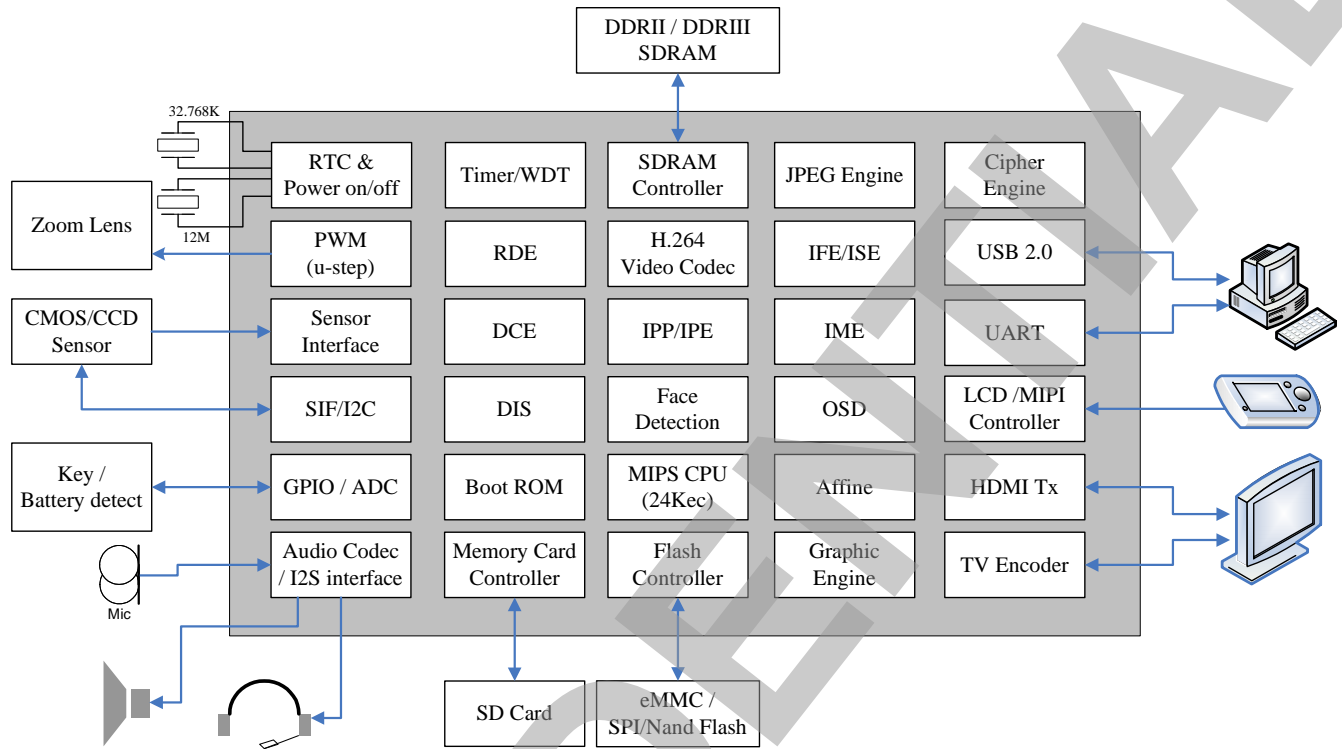 DDRII / DDRIII
SDRAM
32.768K
12M
RTC &
Power on/off
Timer/WDT
SDRAM
Controller
JPEG Engine
Cipher
Engine
Zoom Lens
PWM
(u-step)
RDE
H.264
Video Codec
IFE/ISE
USB 2.0
CMOS/CCD
Sensor
Sensor
Interface
DCE
IPP/IPE
IME
UART
SIF/I2C
DIS
Face
Detection
OSD
LCD /MIPI
Controller
Key /
Battery detect
GPIO / ADC
Boot ROM
MIPS CPU
(24Kec)
Affine
HDMI Tx
Mic
Audio Codec
/ I2S interface
Memory Card
Controller
Flash
Controller
Graphic
Engine
TV Encoder
SD Card
eMMC /
SPI/Nand Flash